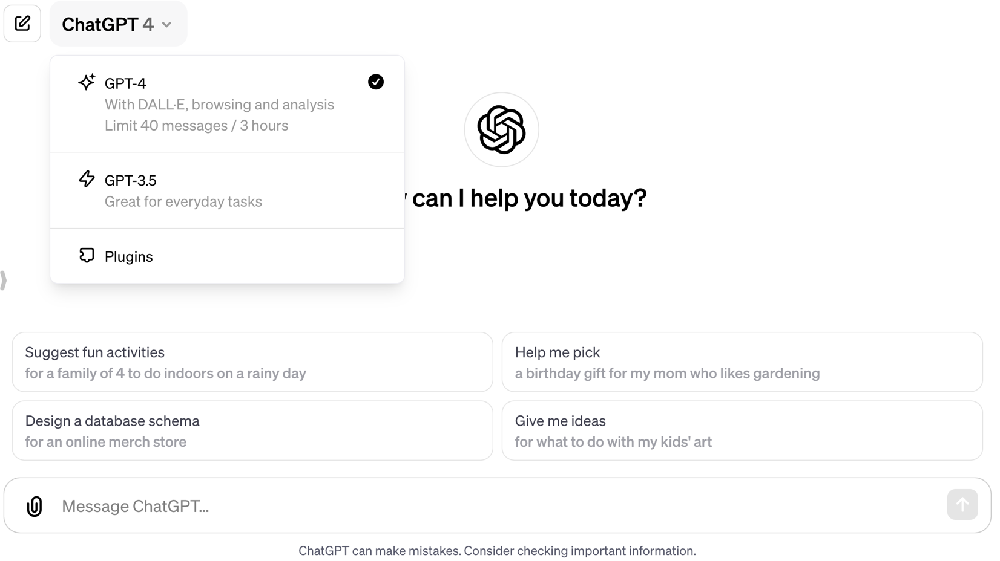 ChatGPT 4
GPT-4
With DALL·E, browsing and analysis
Limit 40 messages / 3 hours
GPT-3.5
Great for everyday tasks
Plugins
can I help you today?
Suggest fun activities
for a family of 4 to do indoors on a rainy day
Help me pick
a birthday gift for my mom who likes gardening
Design a database schema
for an online merch store
Give me ideas
for what to do with my kids' art
Message ChatGPT...
ChatGPT can make mistakes. Consider checking important information.